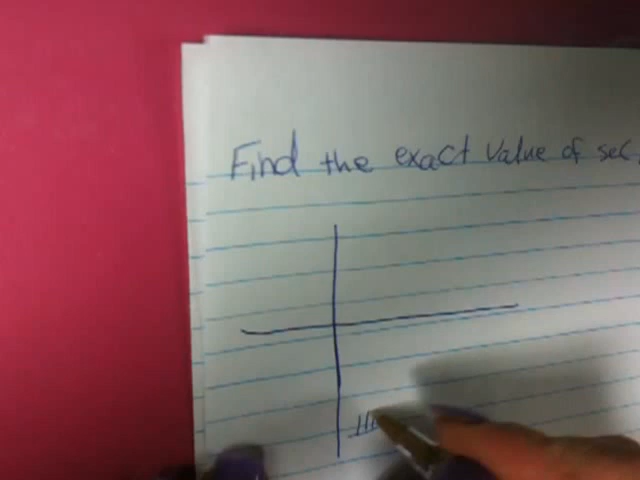 Find the exact value of sec